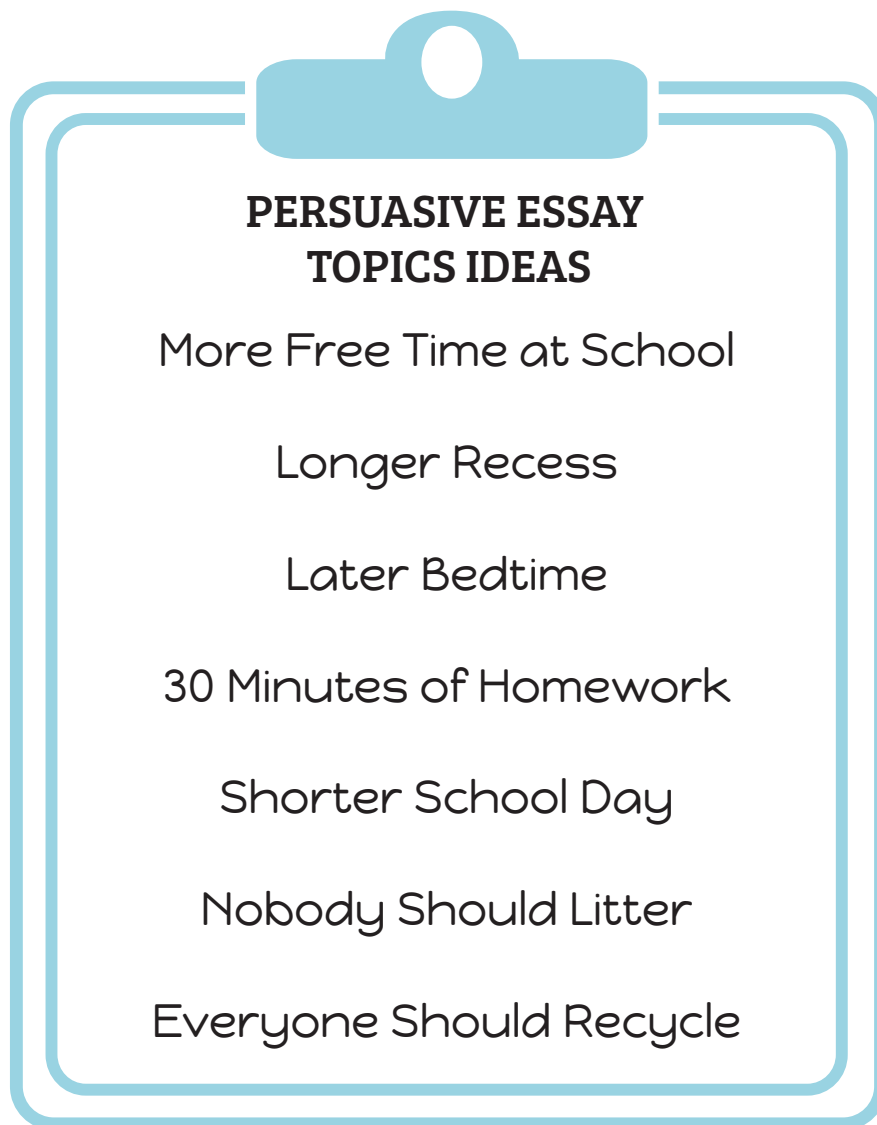 PERSUASIVE ESSAY
TOPICS IDEAS
More Free Time at School
Longer Recess
Later Bedtime
30 Minutes of Homework
Shorter School Day
Nobody Should Litter
Everyone Should Recycle